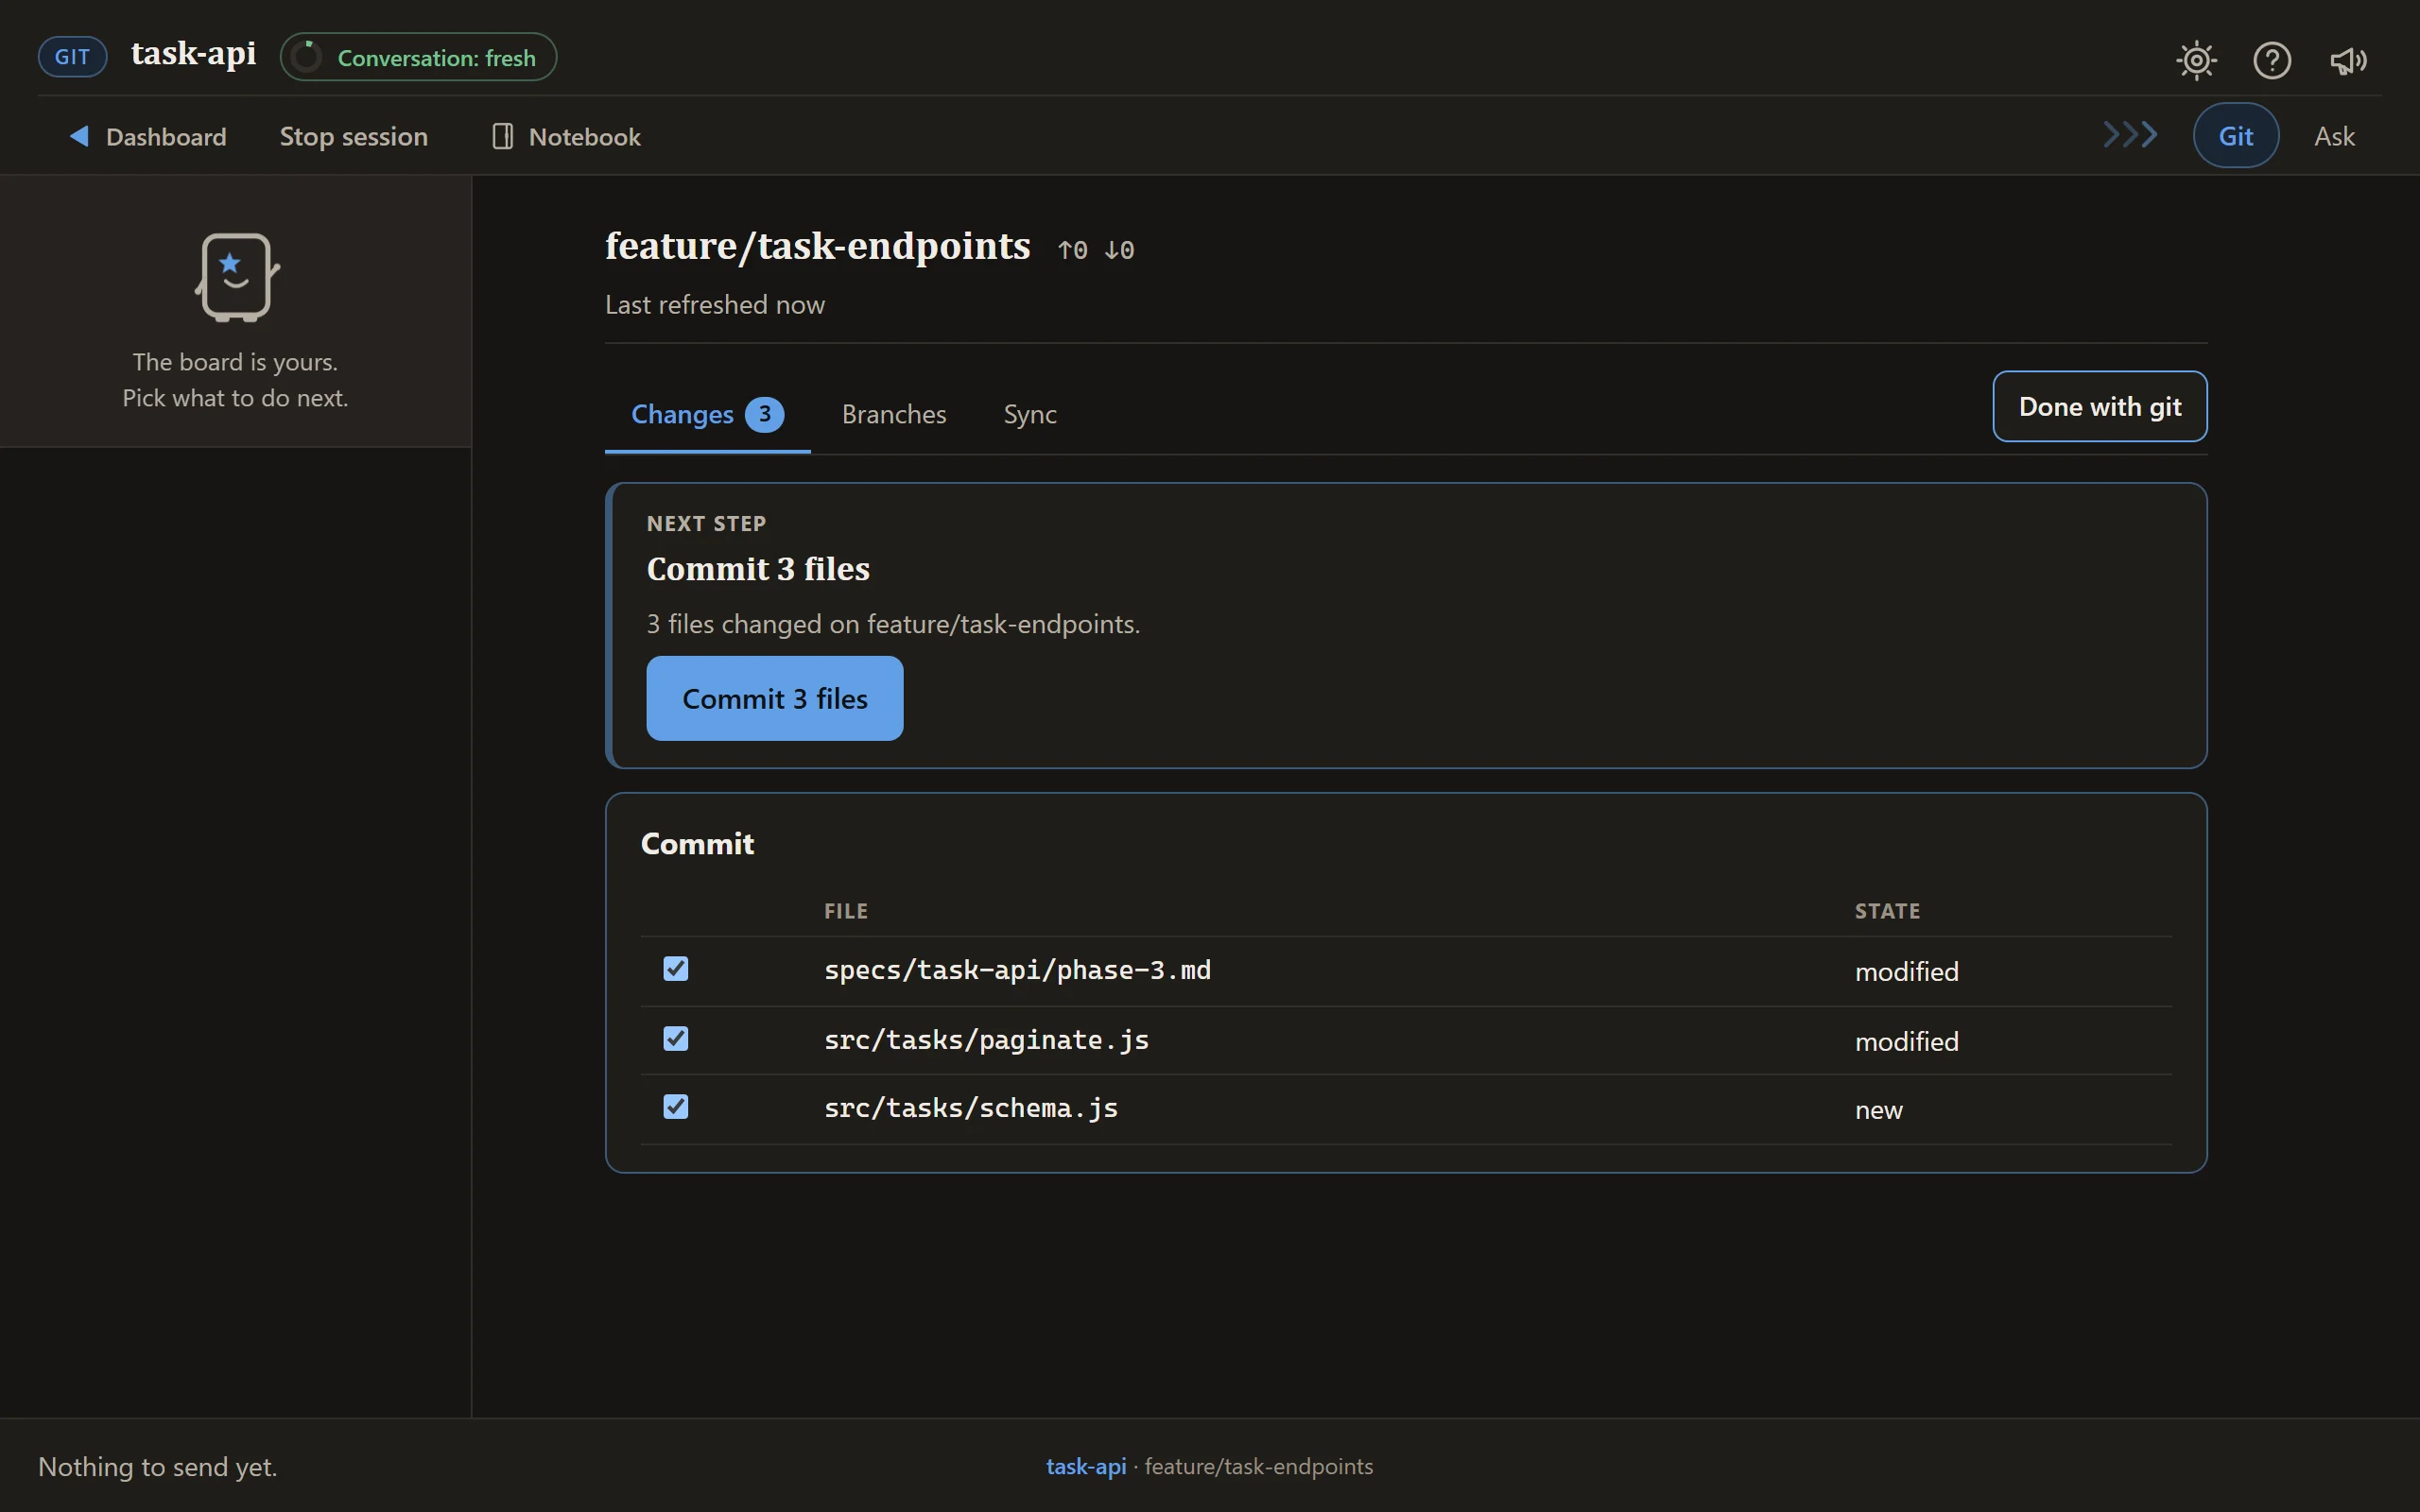 GIT task-api Conversation: fresh
Dashboard Stop session Notebook Git Ask
The board is yours.
Pick what to do next.
feature/task-endpoints ↑0 ↓0
Last refreshed now
Changes 3 Branches Sync Done with git
NEXT STEP
Commit 3 files
3 files changed on feature/task-endpoints.
Commit 3 files
Commit
FILE STATE
specs/task-api/phase-3.md modified
src/tasks/paginate.js modified
src/tasks/schema.js new
Nothing to send yet. task-api · feature/task-endpoints